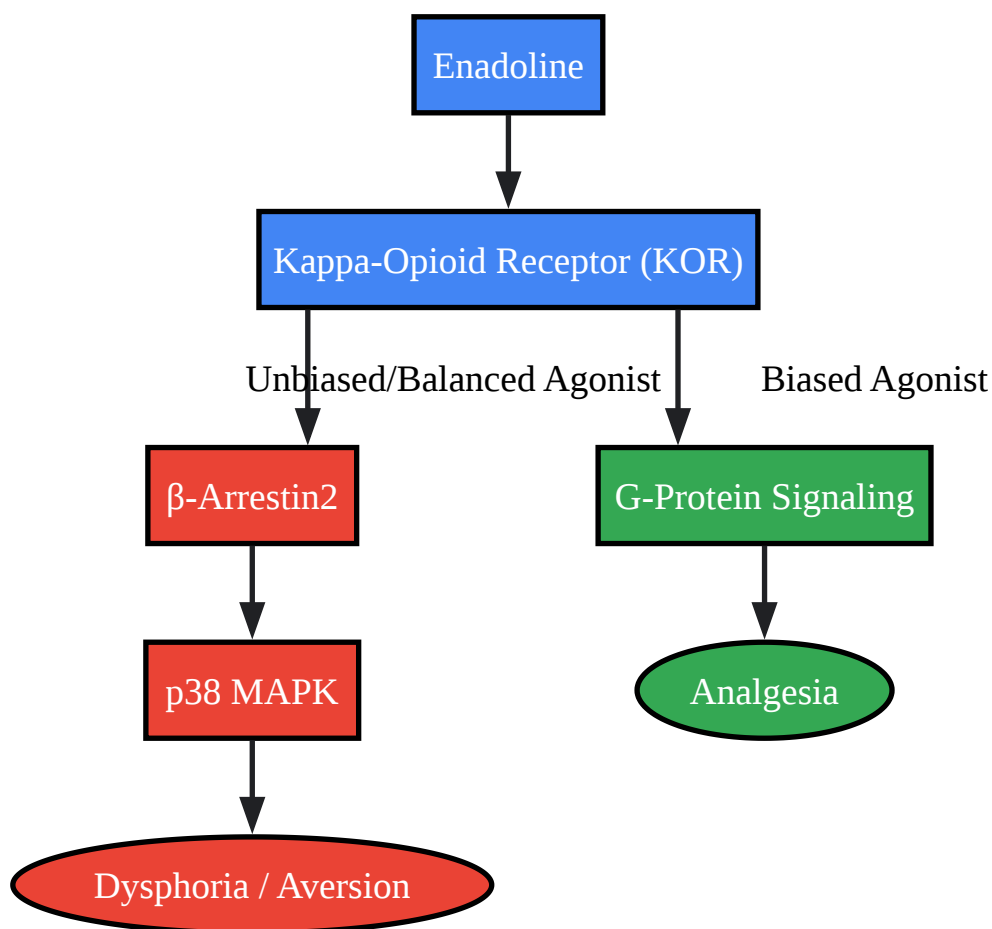 Enadoline
Kappa-Opioid Receptor (KOR)
Unbiased/Balanced Agonist
Biased Agonist
β-Arrestin2
G-Protein Signaling
p38 MAPK
Analgesia
Dysphoria / Aversion